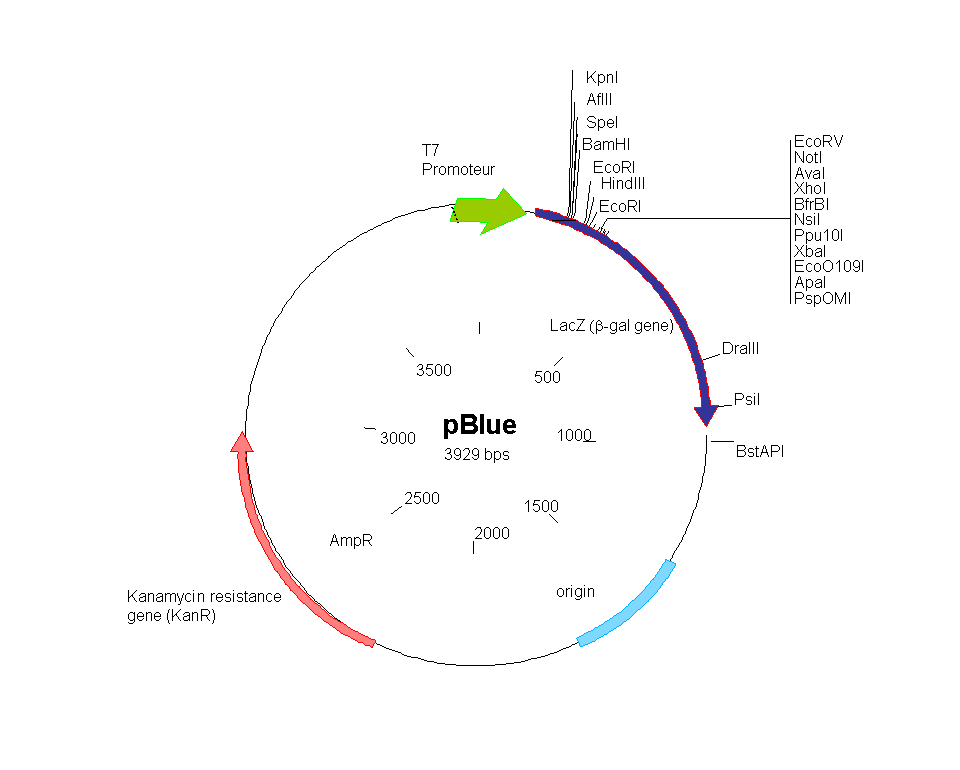 KpnI
AflII
SpeI
BamHI
EcoRI
HindIII
EcoRI
T7
Promoteur
EcoRV
NotI
AvaI
XhoI
BfrBI
NsiI
Ppu10I
XbaI
EcoO109I
ApaI
PspOMI
LacZ (β-gal gene)
DraIII
PsiI
BstAPI
3500
500
pBlue
3929 bps
3000
1000
2500
1500
2000
AmpR
origin
Kanamycin resistance
gene (KanR)